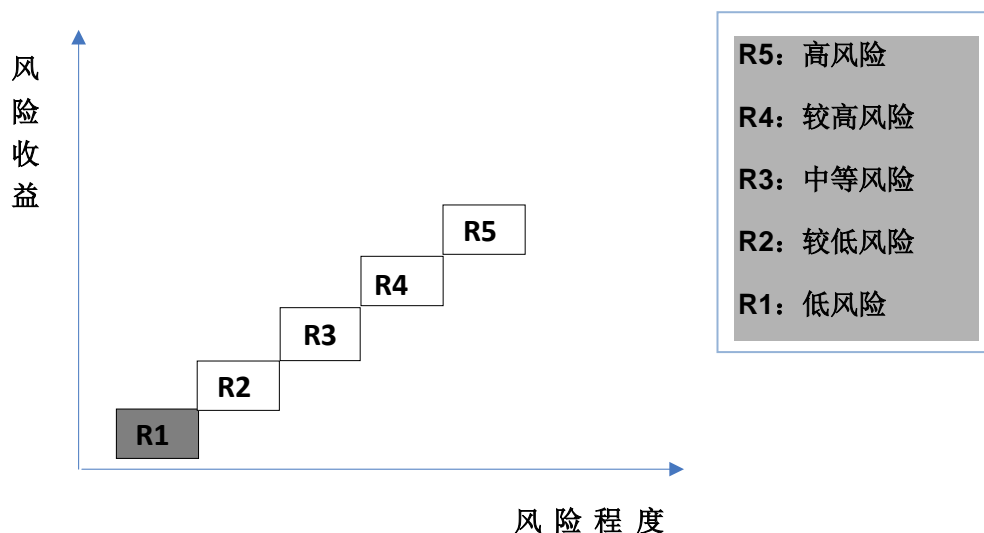 风
险
收
益
R5
R4
R3
R2
R1
风 险 程 度
R5：高风险
R4：较高风险
R3：中等风险
R2：较低风险
R1：低风险